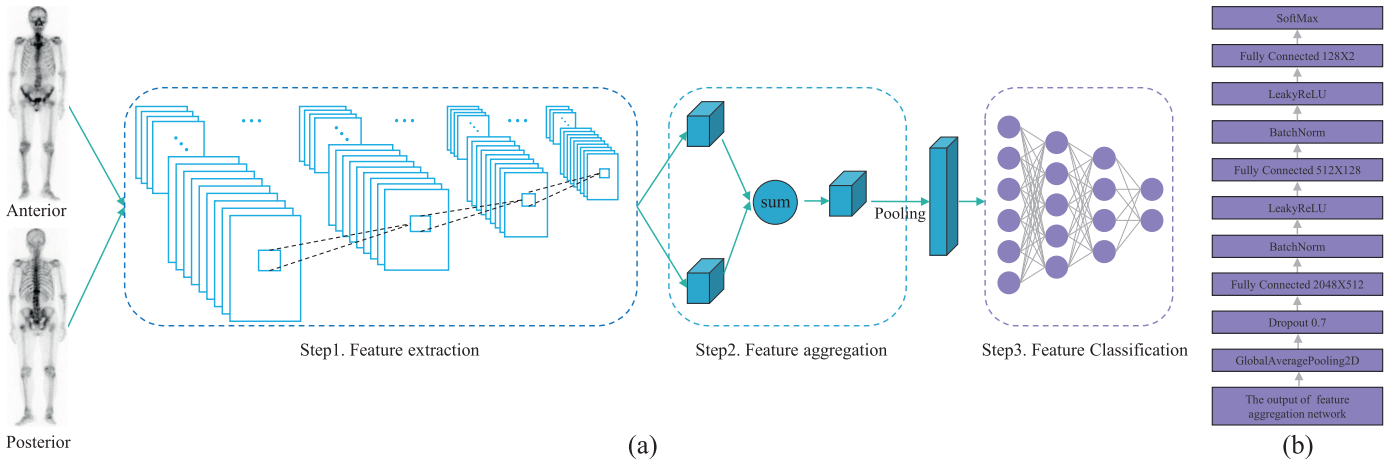 Anterior
Posterior
Step1. Feature extraction
sum
Pooling
Step2. Feature aggregation
Step3. Feature Classification
(a)
SoftMax
Fully Connected 128X2
LeakyReLU
BatchNorm
Fully Connected 512X128
LeakyReLU
BatchNorm
Fully Connected 2048X512
Dropout 0.7
GlobalAveragePooling2D
The output of feature
aggregation network
(b)